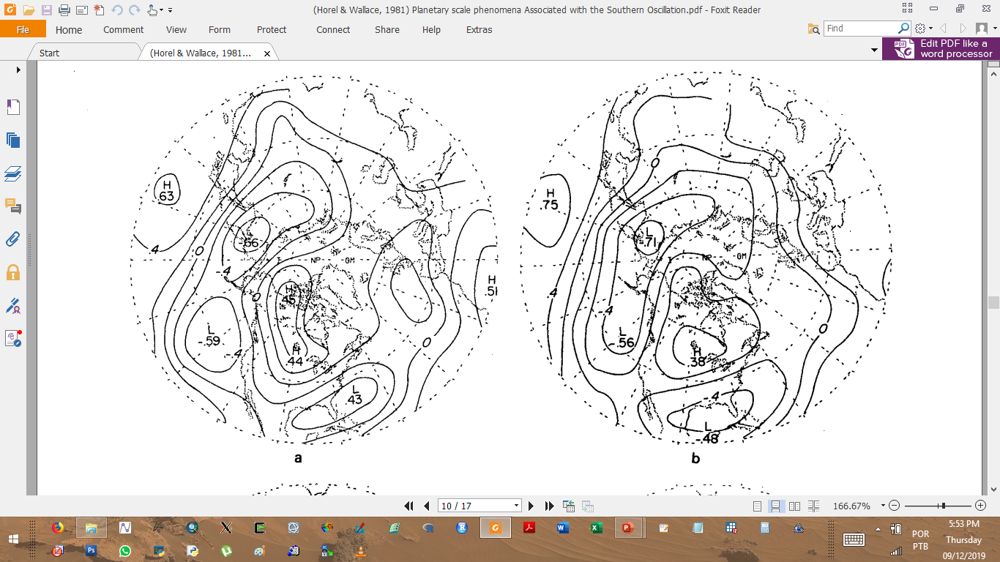 (Horel & Wallace, 1981) Planetary scale phenomena Associated with the Southern Oscillation.pdf - Foxit Reader
File Home Comment View Form Protect Connect Share Help Extras
Find
Start
(Horel & Wallace, 1981...
Edit PDF like a
word processor
H
.63
-.66
4
0
-.4
NP GM
H
.45
0
L
-.59
-.4
H
.44
L
.43
0
H
.51
a
0
H
.75
L
-.71
NP GM
.4
-.4
L
-.56
H
.38
0
.4
L
-.48
b
10 / 17
166.67%
POR
PTB
5:53 PM
Thursday
09/12/2019